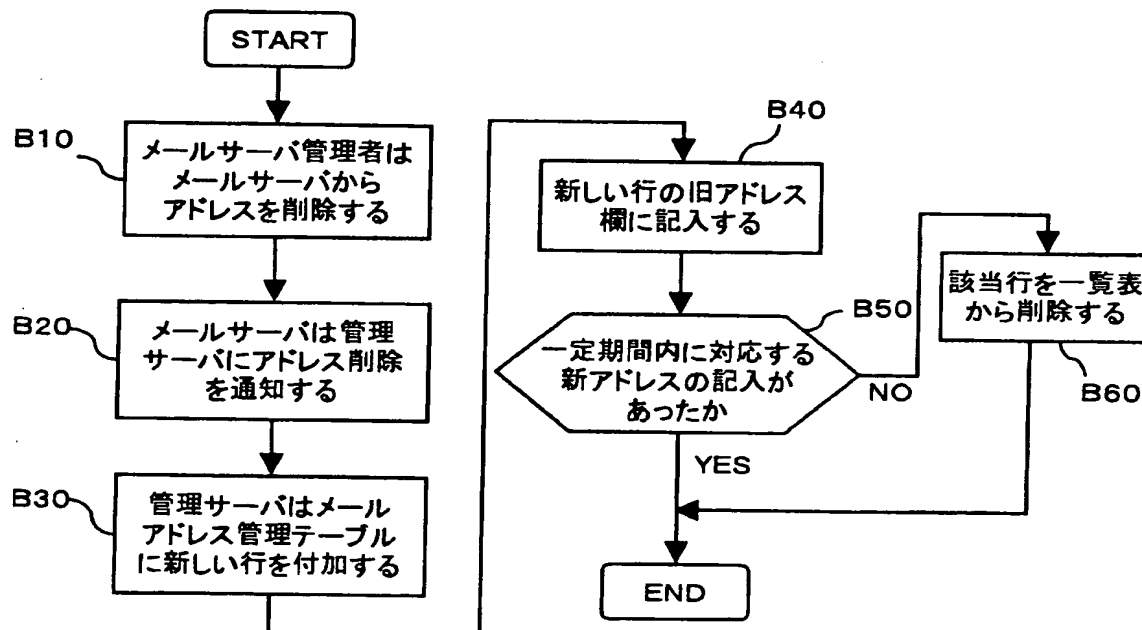 START
B10
メールサーバ管理者は
メールサーバから
アドレスを削除する
B20
メールサーバは管理
サーバにアドレス削除
を通知する
B30
管理サーバはメール
アドレス管理テーブル
に新しい行を付加する
B40
新しい行の旧アドレス
欄に記入する
B50
一定期間内に対応する
新アドレスの記入が
あったか
NO
YES
該当行を一覧表
から削除する
B60
END